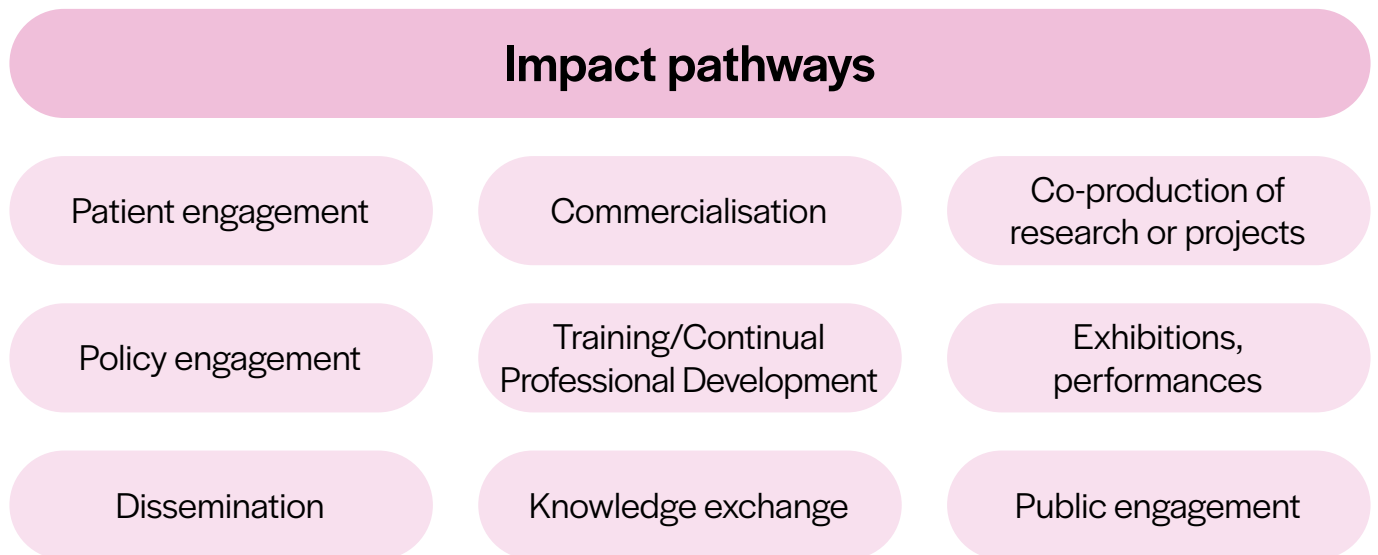 Impact pathways
Patient engagement
Commercialisation
Co-production of
research or projects
Policy engagement
Training/Continual
Professional Development
Exhibitions,
performances
Dissemination
Knowledge exchange
Public engagement